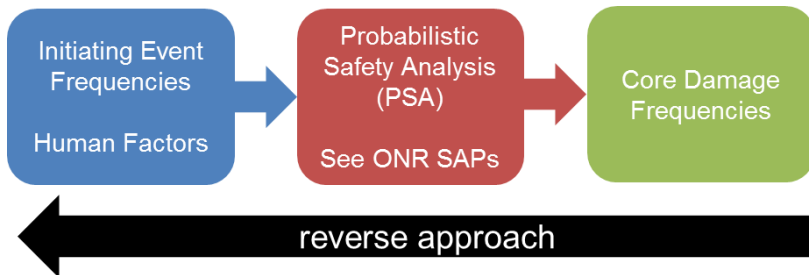 Initiating Event
Frequencies
Human Factors
Probabilistic
Safety Analysis
(PSA)
See ONR SAPs
Core Damage
Frequencies
reverse approach